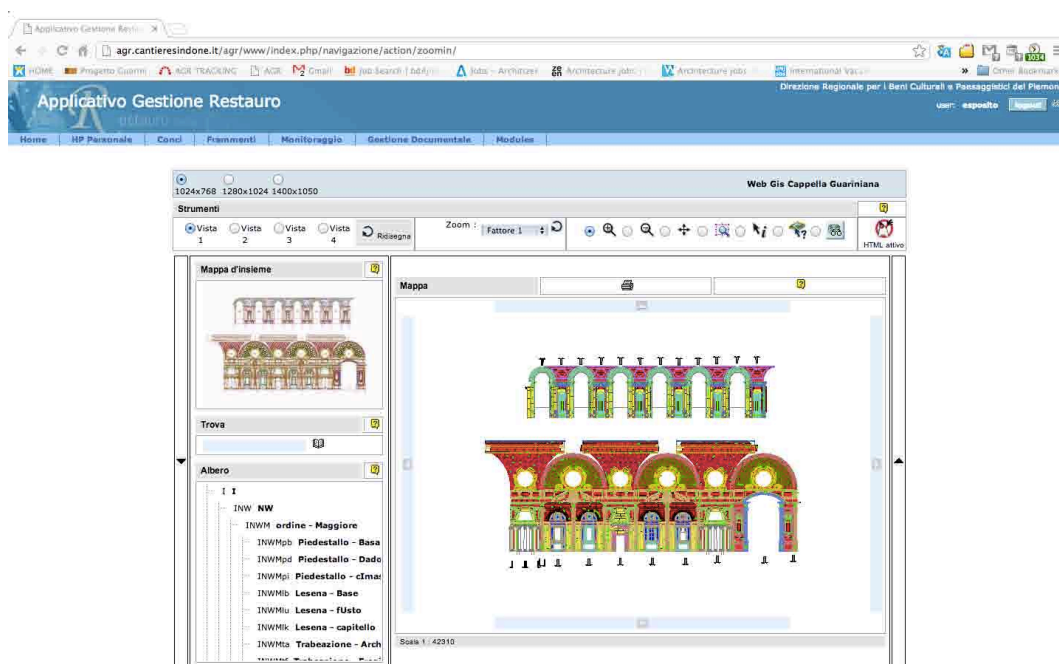 Applicativo Gestione Resta
agr.cantieresindone.it/agr/www/index.php/navigazione/action/zoomin/
HOME Progetto Guarini AGR TRACKING AGR Gmail Job Search | Jobs - Architizer Architecture jobs Architecture jobs International Vac » Other Bookmark
1034
Direzione Regionale per i Beni Culturali e Paesaggistici del Piemon
Applicativo Gestione Restauro
user: esposito logout
Home HP Personale Conci Frammenti Monitoraggio Gestione Documentale Modules
1024x768 1280x1024 1400x1050
Web Gis Cappella Guariniana
Strumenti
Vista 1 Vista 2 Vista 3 Vista 4 Ridisegna Zoom : Fattore 1
HTML attivo
Mappa d'insieme
Mappa
Trova
Albero
I I
INW NW
INWM ordine - Maggiore
INWMpb Piedestallo - Basa
INWMpd Piedestallo - Dado
INWMpi Piedestallo - cImas
INWMlb Lesena - Base
INWMlu Lesena - fUsto
INWMlk Lesena - capitello
INWMta Trabeazione - Arch
Scala 1 : 42310